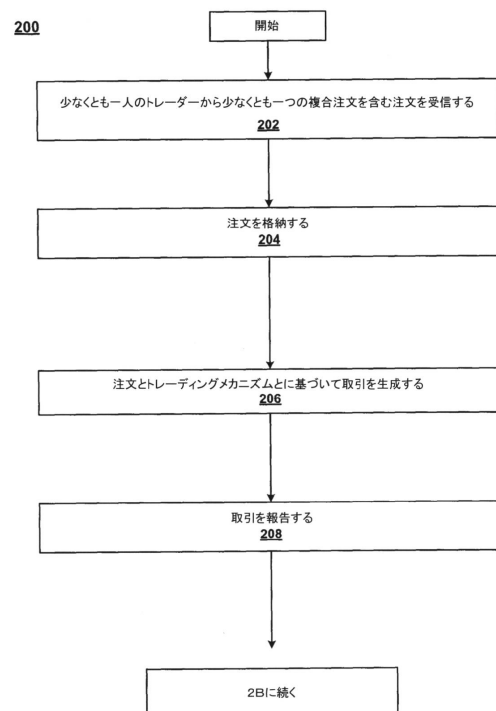 200
開始
少なくとも一人のトレーダーから少なくとも一つの複合注文を含む注文を受信する
202
注文を格納する
204
注文とトレーディングメカニズムとに基づいて取引を生成する
206
取引を報告する
208
2Bに続く